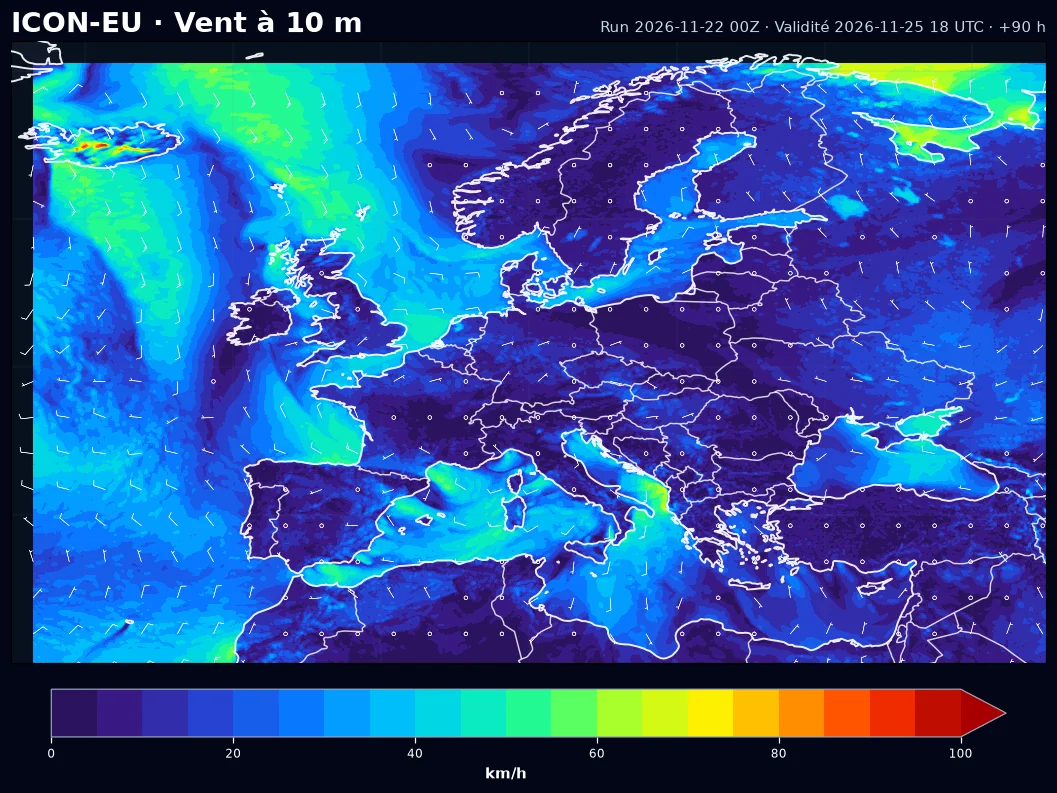 ICON-EU · Vent à 10 m
Run 2026-11-22 00Z · Validité 2026-11-25 18 UTC · +90 h
0 20 40 60 80 100
km/h